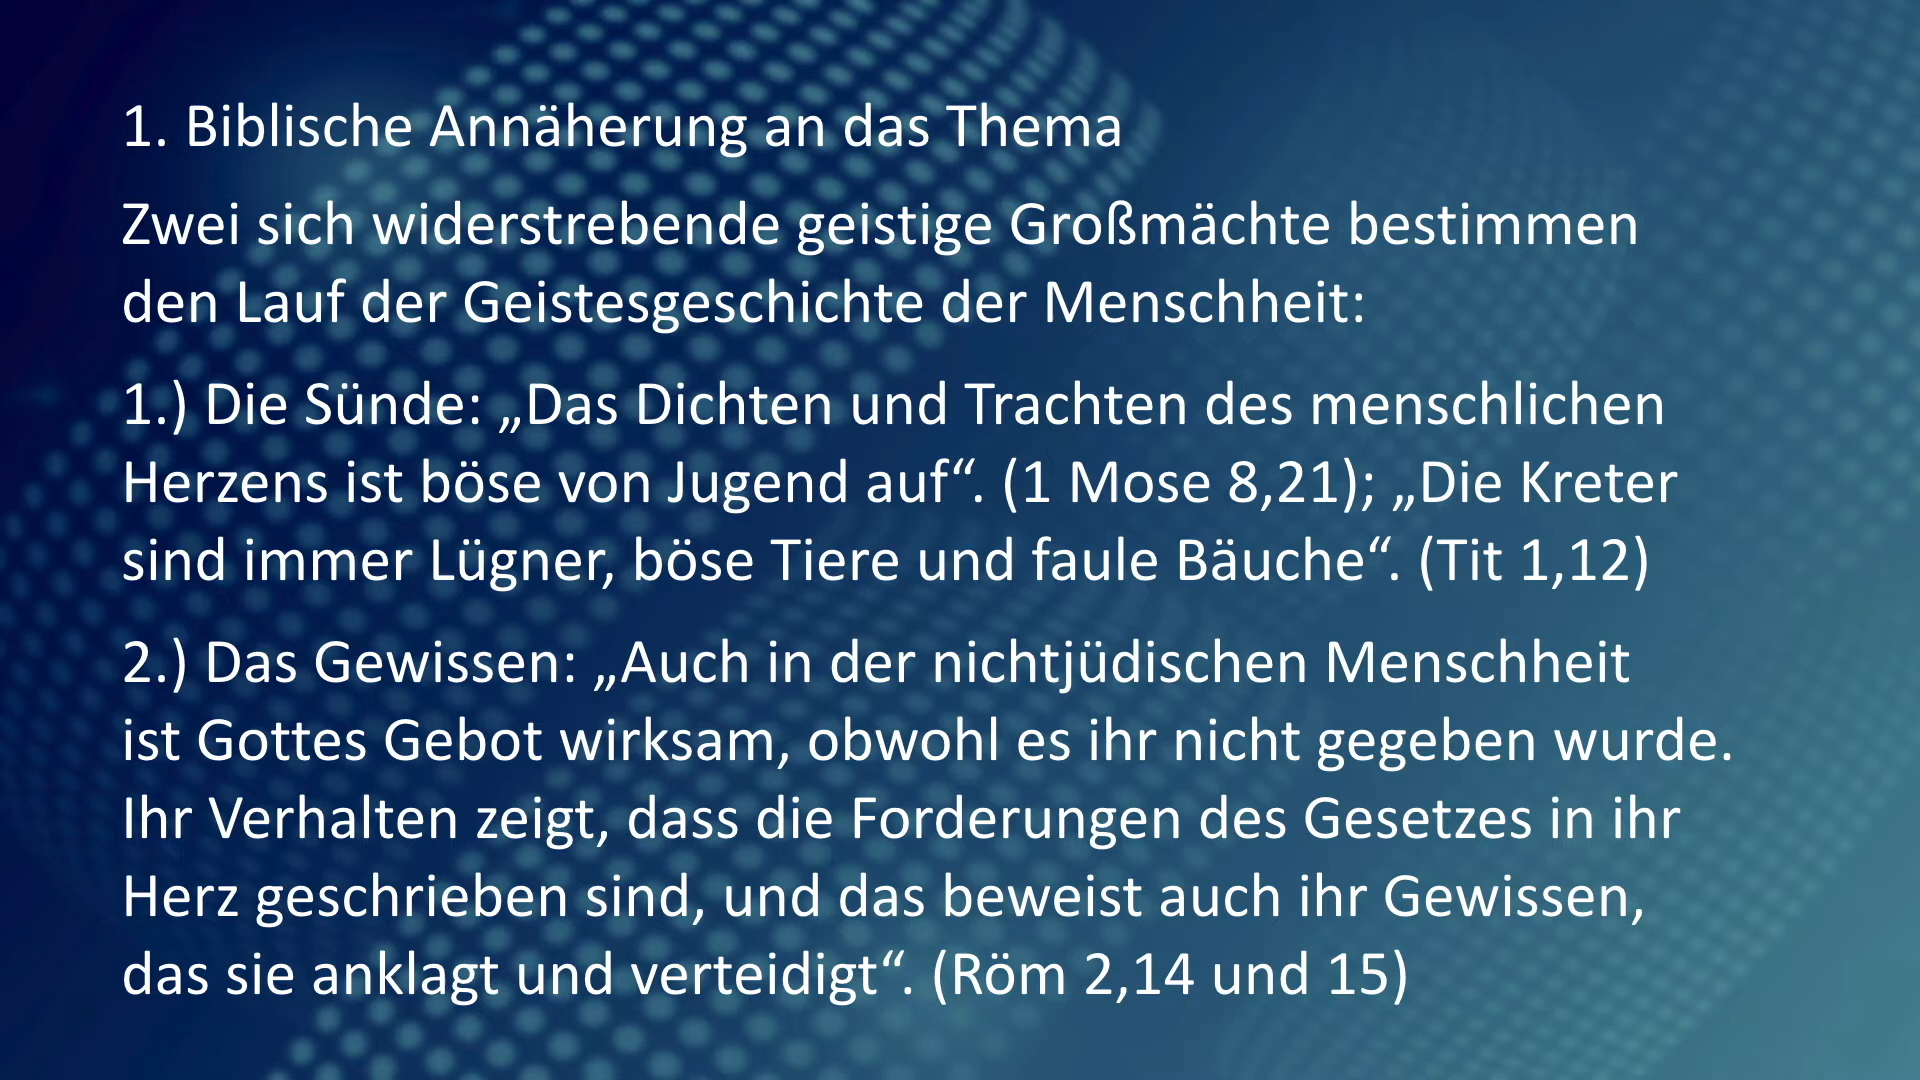 1. Biblische Annäherung an das Thema
Zwei sich widerstrebende geistige Großmächte bestimmen
den Lauf der Geistesgeschichte der Menschheit:
1.) Die Sünde: „Das Dichten und Trachten des menschlichen
Herzens ist böse von Jugend auf“. (1 Mose 8,21); „Die Kreter
sind immer Lügner, böse Tiere und faule Bäuche“. (Tit 1,12)
2.) Das Gewissen: „Auch in der nichtjüdischen Menschheit
ist Gottes Gebot wirksam, obwohl es ihr nicht gegeben wurde.
Ihr Verhalten zeigt, dass die Forderungen des Gesetzes in ihr
Herz geschrieben sind, und das beweist auch ihr Gewissen,
das sie anklagt und verteidigt“. (Röm 2,14 und 15)